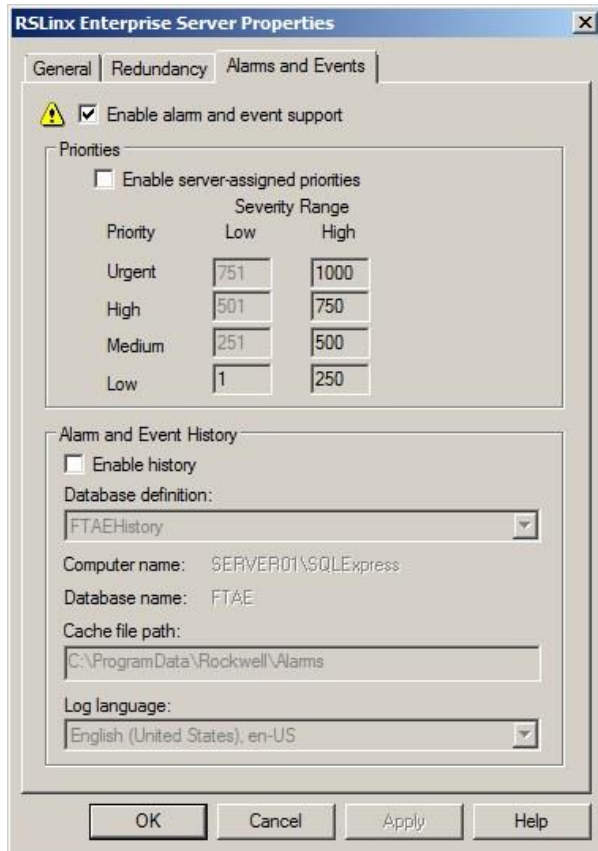 RSLinx Enterprise Server Properties
General Redundancy Alarms and Events
Enable alarm and event support
Priorities
Enable server-assigned priorities
Severity Range
Priority Low High
Urgent 751 1000
High 501 750
Medium 251 500
Low 1 250
Alarm and Event History
Enable history
Database definition:
FTAEHistory
Computer name: SERVER01\SQLExpress
Database name: FTAE
Cache file path:
C:\ProgramData\Rockwell\Alarms
Log language:
English (United States), en-US
OK Cancel Apply Help